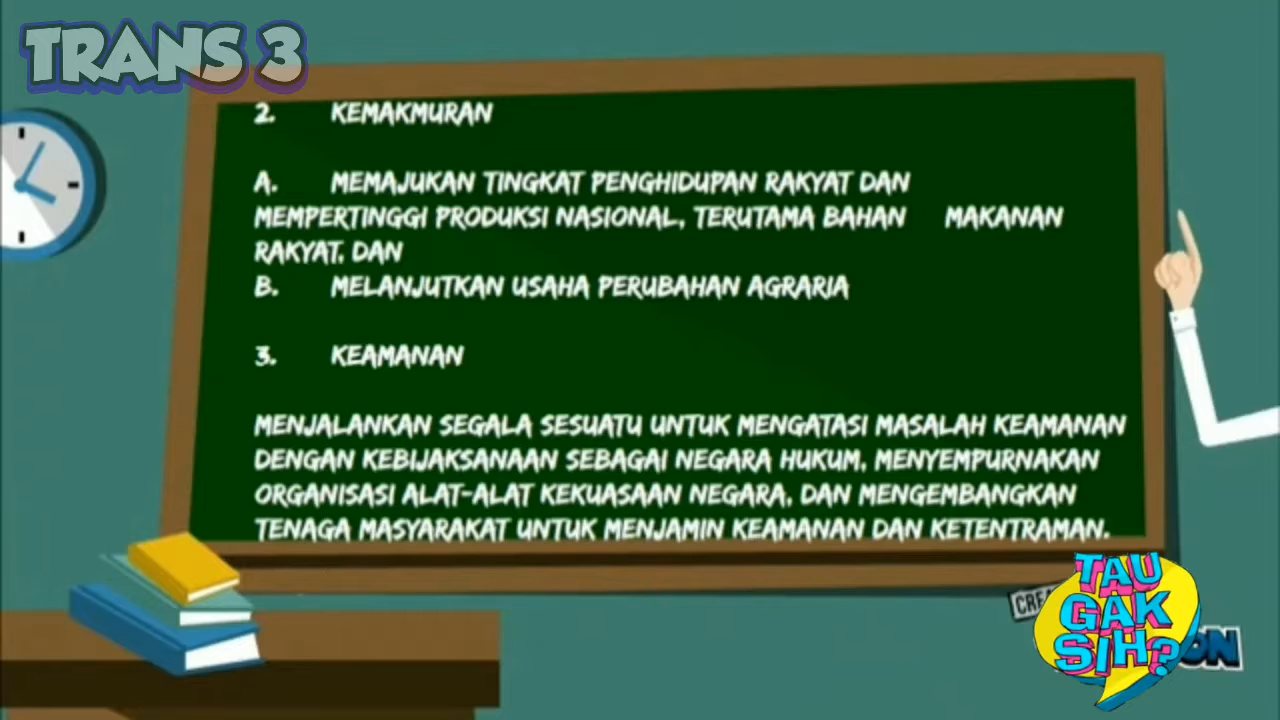 TRANS 3
2. KEMAKMURAN
A. MEMAJUKAN TINGKAT PENGHIDUPAN RAKYAT DAN
MEMPERTINGGI PRODUKSI NASIONAL, TERUTAMA BAHAN MAKANAN
RAKYAT, DAN
B. MELANJUTKAN USAHA PERUBAHAN AGRARIA
3. KEAMANAN
MENJALANKAN SEGALA SESUATU UNTUK MENGATASI MASALAH KEAMANAN
DENGAN KEBIJAKSANAAN SEBAGAI NEGARA HUKUM, MENYEMPURNAKAN
ORGANISASI ALAT-ALAT KEKUASAAN NEGARA, DAN MENGEMBANGKAN
TENAGA MASYARAKAT UNTUK MENJAMIN KEAMANAN DAN KETENTRAMAN.
TAU
GAK
SIH?